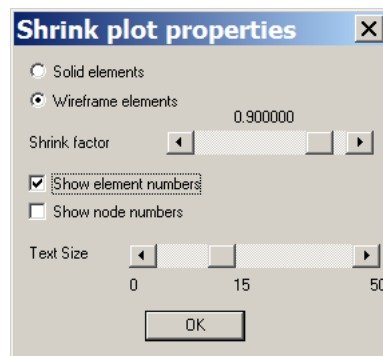 Shrink plot properties
Solid elements
Wireframe elements
0.900000
Shrink factor
Show element numbers
Show node numbers
Text Size
0 15 50
OK